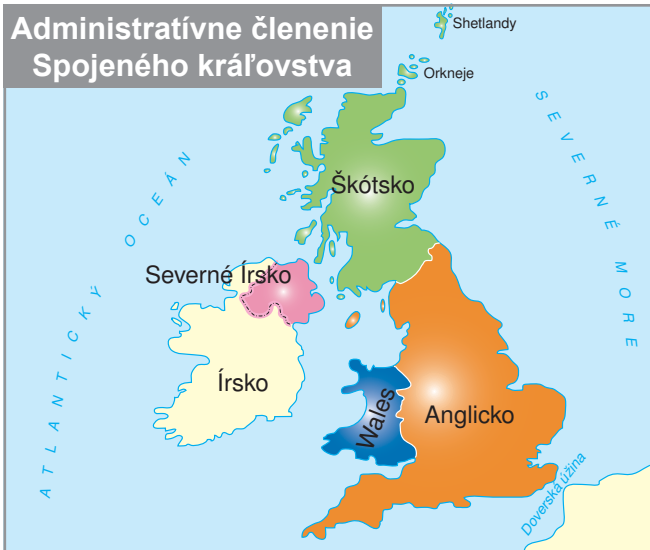 Administratívne členenie
Spojeného kráľovstva
Shetlandy
Orkneje
SEVERNÉ MORE
ATLANTICKÝ OCEÁN
Škótsko
Severné Írsko
Írsko
Wales
Anglicko
Doverská úžina